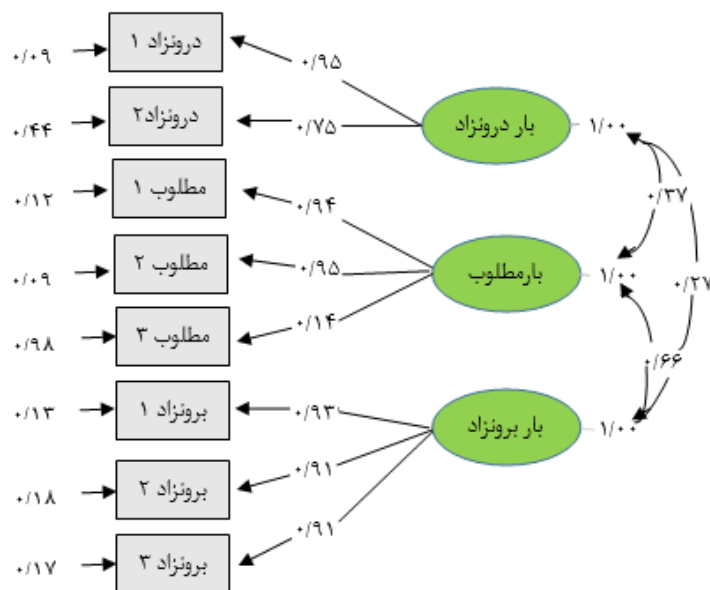 ۰/۰۹
درونزاد ۱
۰/۹۵
۰/۴۴
درونزاد۲
۰/۷۵
بار درونزاد
۱/۰۰
۰/۱۲
مطلوب ۱
۰/۹۴
۰/۳۷
۰/۰۹
مطلوب ۲
۰/۹۵
بارمطلوب
۱/۰۰
۰/۲۷
۰/۹۸
مطلوب ۳
۰/۱۴
۰/۶۶
۰/۱۳
برونزاد ۱
۰/۹۳
بار برونزاد
۱/۰۰
۰/۱۸
برونزاد ۲
۰/۹۱
۰/۱۷
برونزاد ۳
۰/۹۱